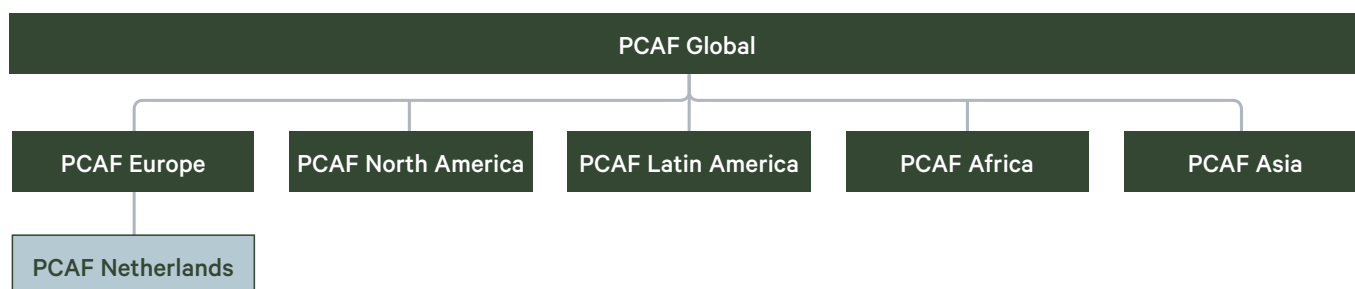 PCAF Global
PCAF Europe
PCAF North America
PCAF Latin America
PCAF Africa
PCAF Asia
PCAF Netherlands